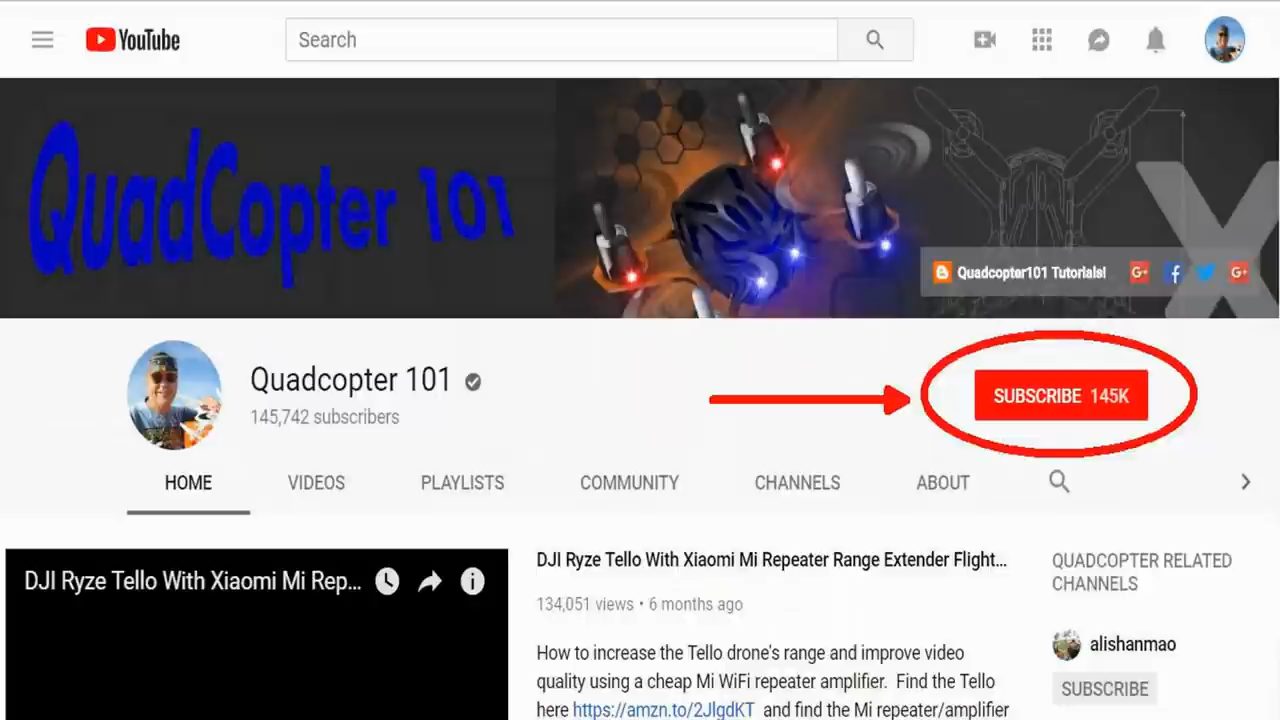 YouTube
Search
QuadCopter 101
X
Quadcopter101 Tutorials!
G+
f
G+
Quadcopter 101
145,742 subscribers
SUBSCRIBE 145K
HOME
VIDEOS
PLAYLISTS
COMMUNITY
CHANNELS
ABOUT
DJI Ryze Tello With Xiaomi Mi Rep...
DJI Ryze Tello With Xiaomi Mi Repeater Range Extender Flight...
134,051 views • 6 months ago
How to increase the Tello drone's range and improve video
quality using a cheap Mi WiFi repeater amplifier. Find the Tello
here https://amzn.to/2JlgdKT and find the Mi repeater/amplifier
QUADCOPTER RELATED
CHANNELS
alishanmao
SUBSCRIBE